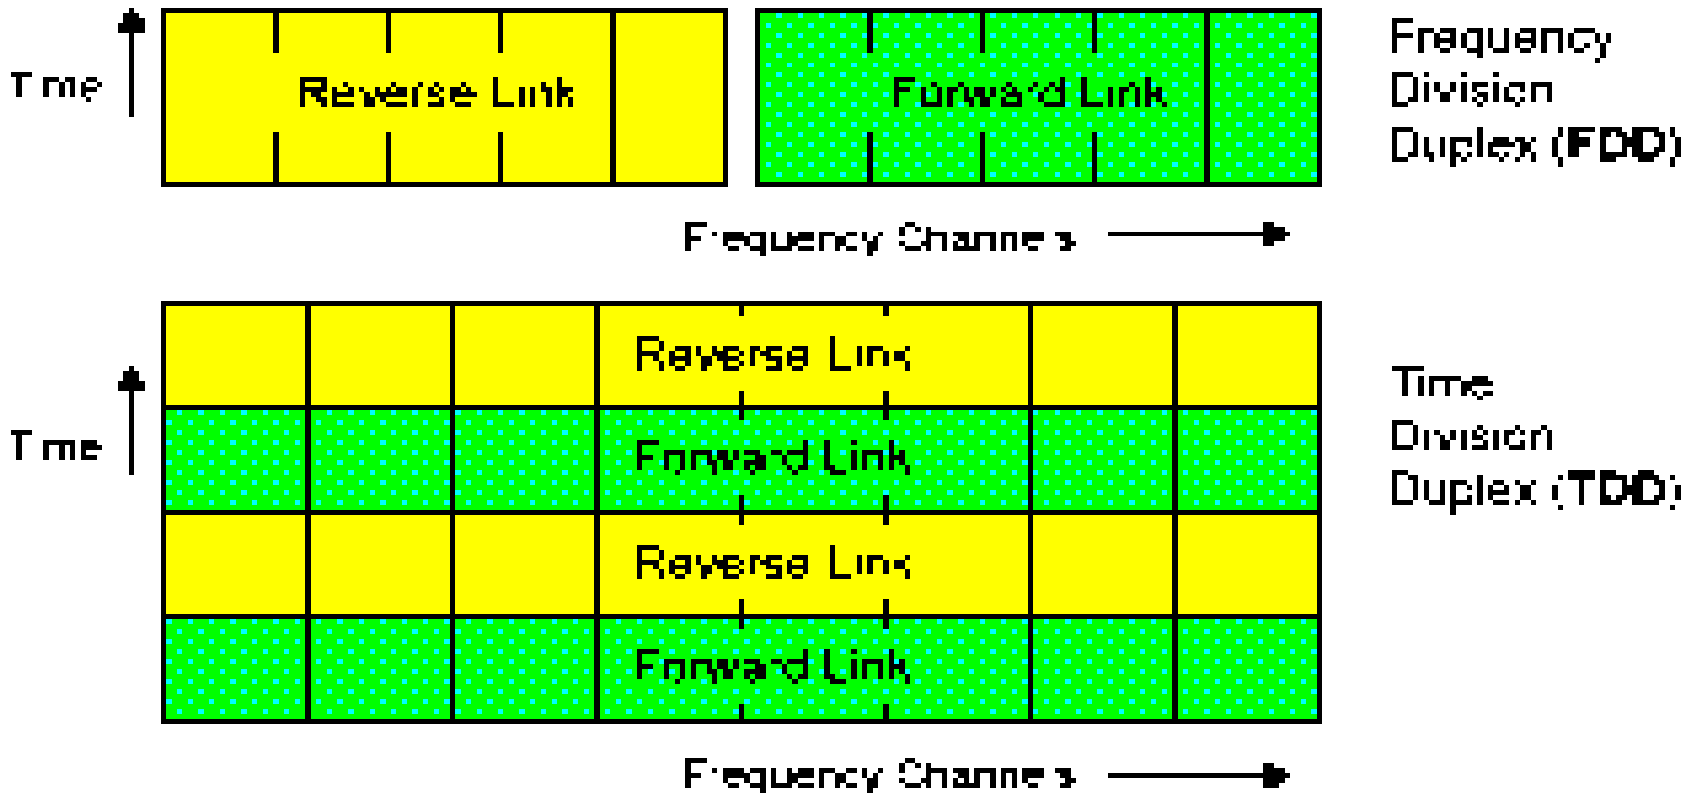 Time
Reverse Link
Forward Link
Frequency
Division
Duplex (FDD)
Frequency Channels
Time
Reverse Link
Forward Link
Reverse Link
Forward Link
Time
Division
Duplex (TDD)
Frequency Channels